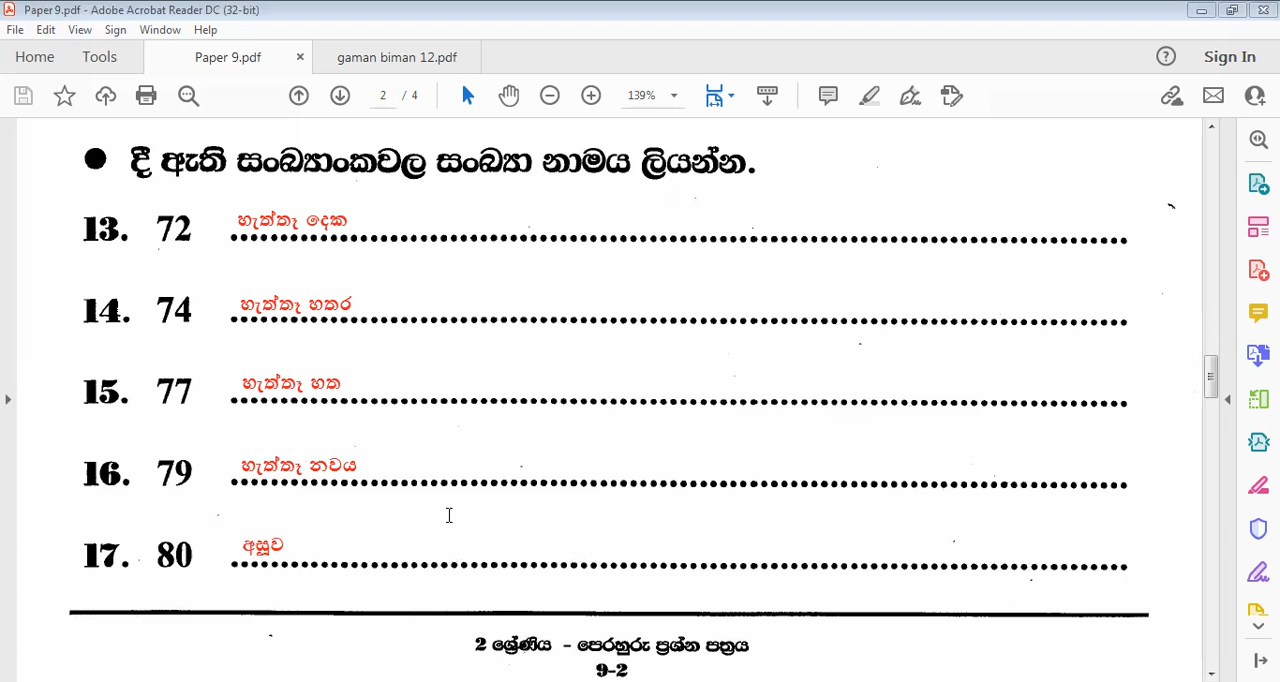 Paper 9.pdf - Adobe Acrobat Reader DC (32-bit)
File Edit View Sign Window Help
Home Tools Paper 9.pdf × gaman biman 12.pdf Sign In
2 / 4 139%
● දී ඇති සංඛ්‍යාංකවල සංඛ්‍යා නාමය ලියන්න.
13. 72 හැත්තෑ දෙක
14. 74 හැත්තෑ හතර
15. 77 හැත්තෑ හත
16. 79 හැත්තෑ නවය
17. 80 අසූව
2 ශ්‍රේණිය - පෙරහුරු ප්‍රශ්න පත්‍රය
9-2